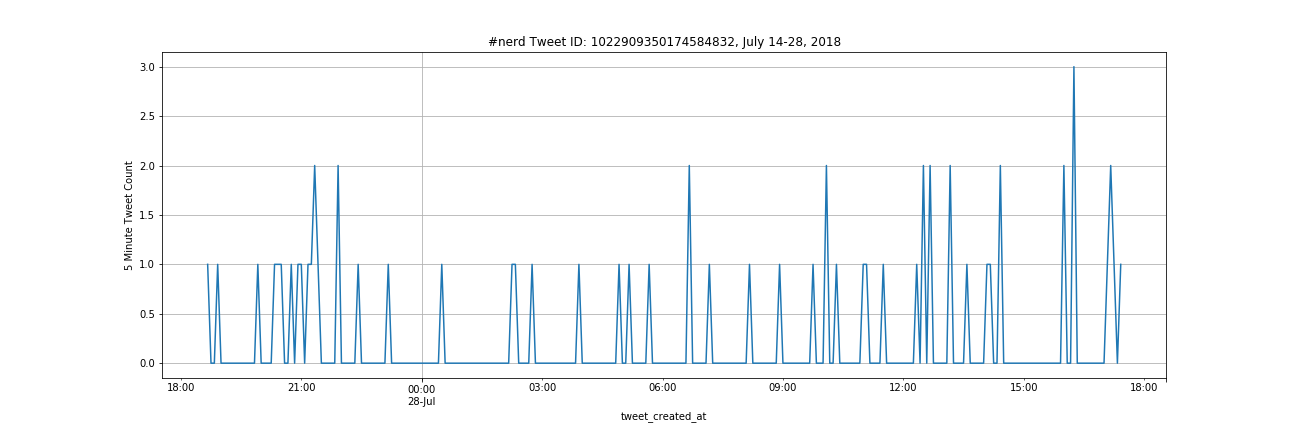 #nerd Tweet ID: 1022909350174584832, July 14-28, 2018
3.0
2.5
2.0
1.5
1.0
0.5
0.0
5 Minute Tweet Count
18:00 21:00 00:00 03:00 06:00 09:00 12:00 15:00 18:00
28-Jul
tweet_created_at